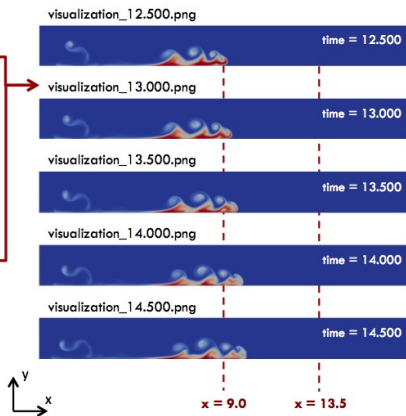 visualization_12.500.png
time = 12.500
visualization_13.000.png
time = 13.000
visualization_13.500.png
time = 13.500
visualization_14.000.png
time = 14.000
visualization_14.500.png
time = 14.500
y
x
x = 9.0
x = 13.5